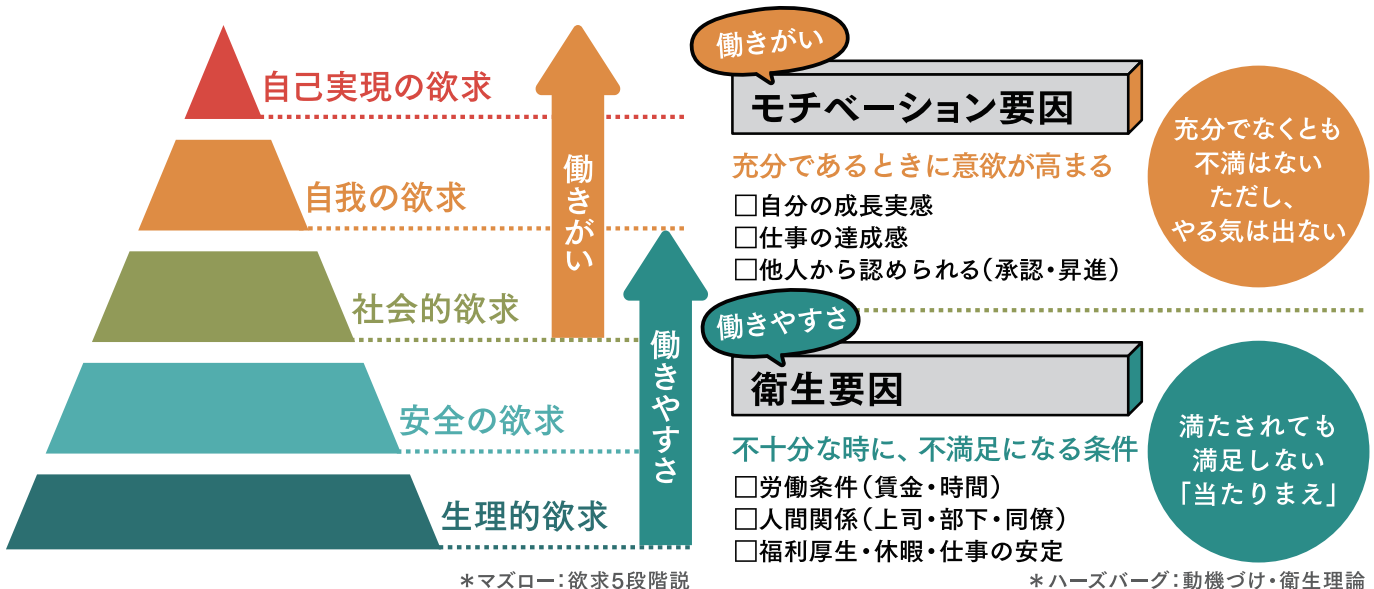 自己実現の欲求
自我の欲求
社会的欲求
安全の欲求
生理的欲求
働きがい
働きやすさ
＊マズロー：欲求5段階説
働きがい
モチベーション要因
充分であるときに意欲が高まる
□自分の成長実感
□仕事の達成感
□他人から認められる（承認・昇進）
充分でなくとも
不満はない
ただし、
やる気は出ない
働きやすさ
衛生要因
不十分な時に、不満足になる条件
□労働条件（賃金・時間）
□人間関係（上司・部下・同僚）
□福利厚生・休暇・仕事の安定
満たされても
満足しない
「当たりまえ」
＊ハーズバーグ：動機づけ・衛生理論